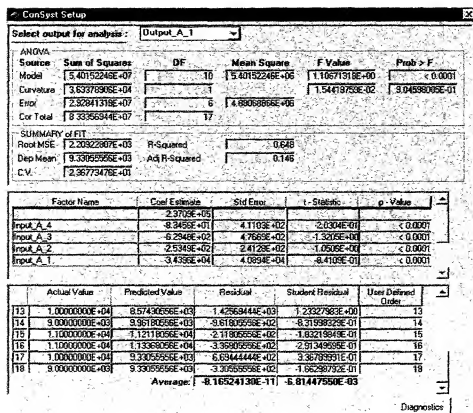 ConSyst Setup
Select output for analysis : Output_A_1
ANOVA
Source Sum of Squares DF Mean Square F Value Prob > F
Model 5.40152246E+07 10 5.40152246E+06 1.10671318E+00 < 0.0001
Curvature 3.63378909E+04 1 1.54419759E-02 9.04598085E-01
Error 2.92841319E+07 6 4.88068866E+06
Cor Total 8.33356944E+07 17
SUMMARY of FIT
Root MSE 2.20922807E+03 R-Squared 0.648
Dep Mean 9.33055556E+03 Adj R-Squared 0.146
C.V. 2.36773476E+01
Factor Name Coef Estimate Std Error t - Statistic p - Value
2.3709E+05
Input_A_4 -8.3456E+01 4.1103E+02 -2.0304E-01 < 0.0001
Input_A_3 -6.2948E+02 4.7669E+02 -1.3205E+00 < 0.0001
Input_A_2 -2.5349E+02 2.4128E+02 -1.0506E+00 < 0.0001
Input_A_1 -3.4396E+04 4.0894E+04 -8.4109E-01 < 0.0001
Actual Value Predicted Value Residual Student Residual User Defined Order
13 1.00000000E+04 8.57430556E+03 1.42569444E+03 1.23327983E+00 13
14 9.00000000E+03 9.96180556E+03 -9.61805556E+02 -8.31998329E-01 14
15 1.10000000E+04 1.12118056E+04 -2.11805556E+02 -1.83219849E-01 15
16 1.10000000E+04 1.13368056E+04 -3.36805556E+02 -2.91349595E-01 16
17 1.00000000E+04 9.33055556E+03 6.69444444E+02 3.36789991E-01 17
18 9.00000000E+03 9.33055556E+03 -3.30555556E+02 -1.66298792E-01 18
Average: -8.16524130E-11 -6.81447550E-03
Diagnostics